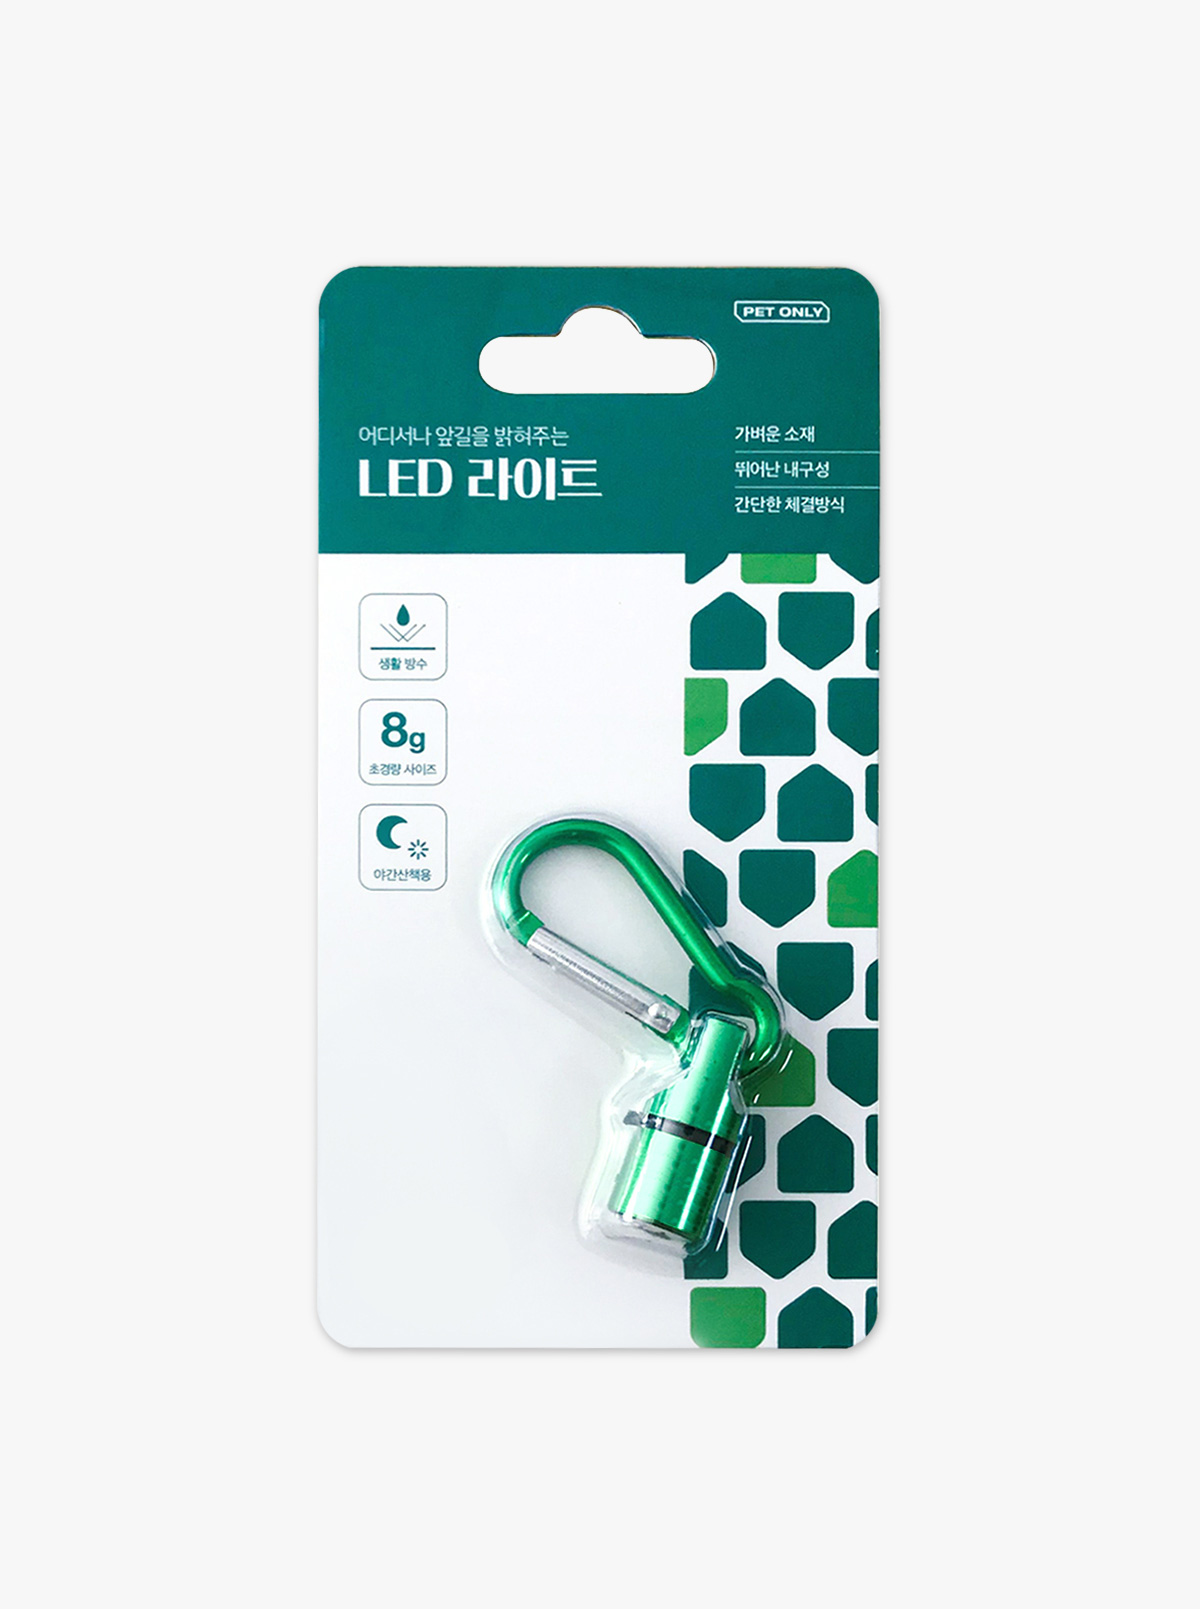 PET ONLY
어디서나 앞길을 밝혀주는
LED 라이트
가벼운 소재
뛰어난 내구성
간단한 체결방식
생활 방수
8g
초경량 사이즈
야간산책용